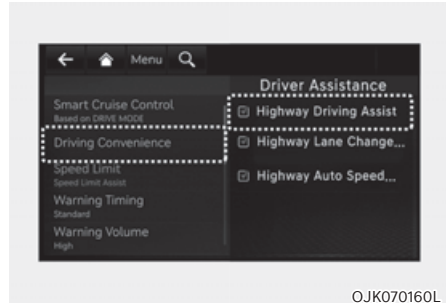 Menu
Driver Assistance
Smart Cruise Control
Based on DRIVE MODE
Driving Convenience
Speed Limit
Speed Limit Assist
Warning Timing
Standard
Warning Volume
High
Highway Driving Assist
Highway Lane Change...
Highway Auto Speed...
OJK070160L